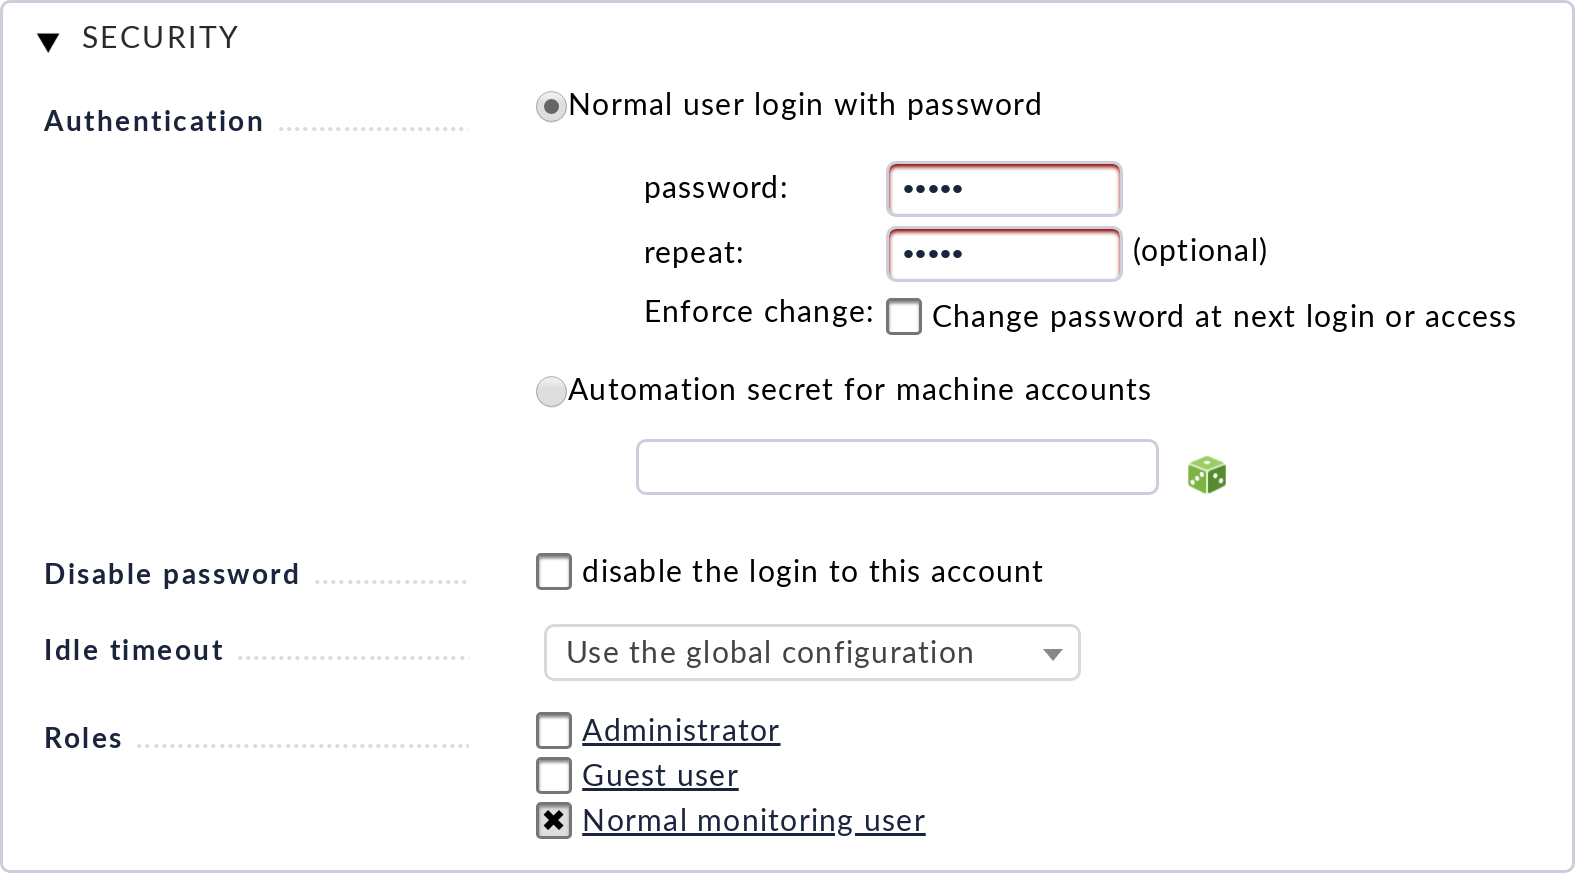 SECURITY
Authentication
Normal user login with password
password: •••••
repeat: ••••• (optional)
Enforce change: Change password at next login or access
Automation secret for machine accounts
Disable password
disable the login to this account
Idle timeout
Use the global configuration
Roles
Administrator
Guest user
Normal monitoring user